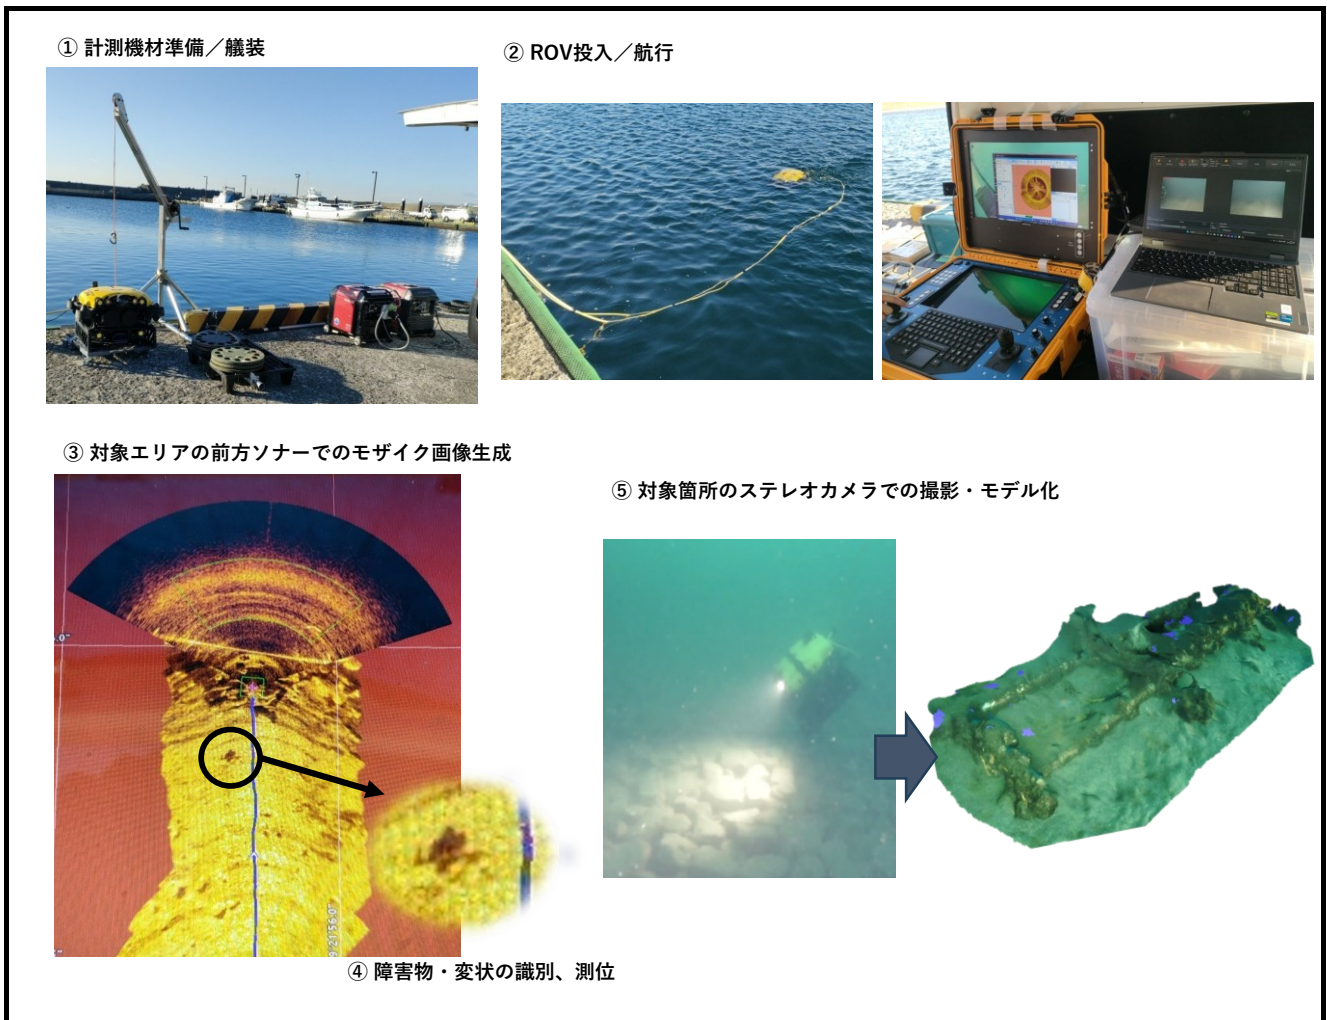 ① 計測機材準備／艤装
② ROV投入／航行
③ 対象エリアの前方ソナーでのモザイク画像生成
⑤ 対象箇所のステレオカメラでの撮影・モデル化
④ 障害物・変状の識別、測位